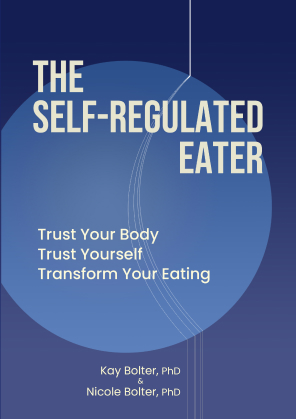 THE
SELF-REGULATED
EATER
Trust Your Body
Trust Yourself
Transform Your Eating
Kay Bolter, PhD
&
Nicole Bolter, PhD